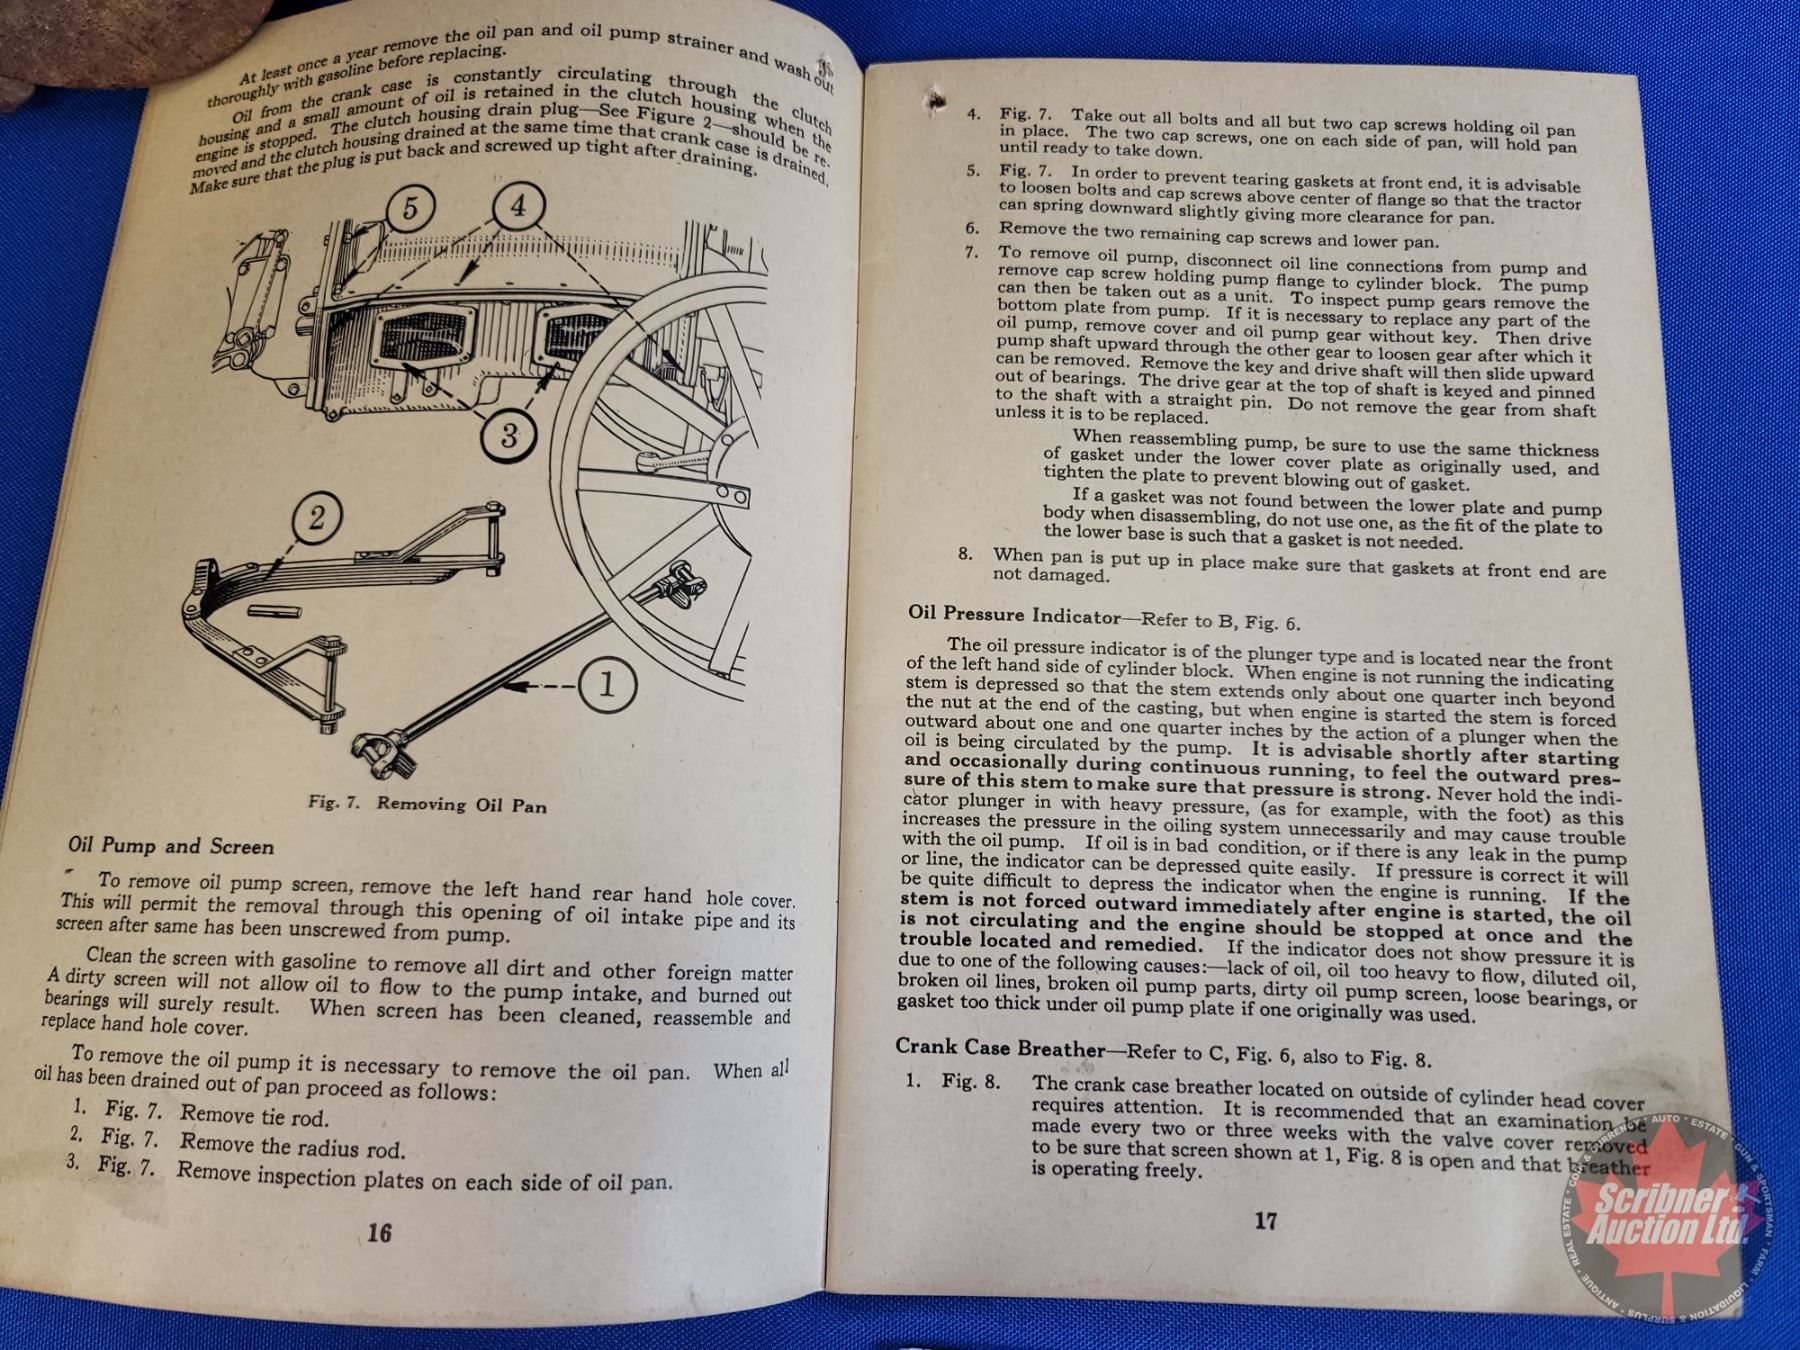 At least once a year remove the oil pan and oil pump strainer and wash out
thoroughly with gasoline before replacing.
Oil from the crank case is constantly circulating through the clutch
housing and a small amount of oil is retained in the clutch housing when the
engine is stopped. The clutch housing drain plug—See Figure 2—should be re-
moved and the clutch housing drained at the same time that crank case is drained.
Make sure that the plug is put back and screwed up tight after draining.
5
4
3
2
1
Fig. 7. Removing Oil Pan
Oil Pump and Screen
To remove oil pump screen, remove the left hand rear hand hole cover.
This will permit the removal through this opening of oil intake pipe and its
screen after same has been unscrewed from pump.
Clean the screen with gasoline to remove all dirt and other foreign matter
A dirty screen will not allow oil to flow to the pump intake, and burned out
bearings will surely result. When screen has been cleaned, reassemble and
replace hand hole cover.
To remove the oil pump it is necessary to remove the oil pan. When all
oil has been drained out of pan proceed as follows:
1. Fig. 7. Remove tie rod.
2. Fig. 7. Remove the radius rod.
3. Fig. 7. Remove inspection plates on each side of oil pan.
16
4. Fig. 7. Take out all bolts and all but two cap screws holding oil pan
in place. The two cap screws, one on each side of pan, will hold pan
until ready to take down.
5. Fig. 7. In order to prevent tearing gaskets at front end, it is advisable
to loosen bolts and cap screws above center of flange so that the tractor
can spring downward slightly giving more clearance for pan.
6. Remove the two remaining cap screws and lower pan.
7. To remove oil pump, disconnect oil line connections from pump and
remove cap screw holding pump flange to cylinder block. The pump
can then be taken out as a unit. To inspect pump gears remove the
bottom plate from pump. If it is necessary to replace any part of the
oil pump, remove cover and oil pump gear without key. Then drive
pump shaft upward through the other gear to loosen gear after which it
can be removed. Remove the key and drive shaft will then slide upward
out of bearings. The drive gear at the top of shaft is keyed and pinned
to the shaft with a straight pin. Do not remove the gear from shaft
unless it is to be replaced.
When reassembling pump, be sure to use the same thickness
of gasket under the lower cover plate as originally used, and
tighten the plate to prevent blowing out of gasket.
If a gasket was not found between the lower plate and pump
body when disassembling, do not use one, as the fit of the plate to
the lower base is such that a gasket is not needed.
8. When pan is put up in place make sure that gaskets at front end are
not damaged.
Oil Pressure Indicator—Refer to B, Fig. 6.
The oil pressure indicator is of the plunger type and is located near the front
of the left hand side of cylinder block. When engine is not running the indicating
stem is depressed so that the stem extends only about one quarter inch beyond
the nut at the end of the casting, but when engine is started the stem is forced
outward about one and one quarter inches by the action of a plunger when the
oil is being circulated by the pump. It is advisable shortly after starting
and occasionally during continuous running, to feel the outward pres-
sure of this stem to make sure that pressure is strong. Never hold the indi-
cator plunger in with heavy pressure, (as for example, with the foot) as this
increases the pressure in the oiling system unnecessarily and may cause trouble
with the oil pump. If oil is in bad condition, or if there is any leak in the pump
or line, the indicator can be depressed quite easily. If pressure is correct it will
be quite difficult to depress the indicator when the engine is running. If the
stem is not forced outward immediately after engine is started, the oil
is not circulating and the engine should be stopped at once and the
trouble located and remedied. If the indicator does not show pressure it is
due to one of the following causes:—lack of oil, oil too heavy to flow, diluted oil,
broken oil lines, broken oil pump parts, dirty oil pump screen, loose bearings, or
gasket too thick under oil pump plate if one originally was used.
Crank Case Breather—Refer to C, Fig. 6, also to Fig. 8.
1. Fig. 8. The crank case breather located on outside of cylinder head cover
requires attention. It is recommended that an examination be
made every two or three weeks with the valve cover removed
to be sure that screen shown at 1, Fig. 8 is open and that breather
is operating freely.
17
Scribner
Auction Ltd.
AUTO • ESTATE • GUN & SPORTSMAN • FARM • LIQUIDATION & SURPLUS • ANTIQUE • REAL ESTATE • COIN & CURRENCY